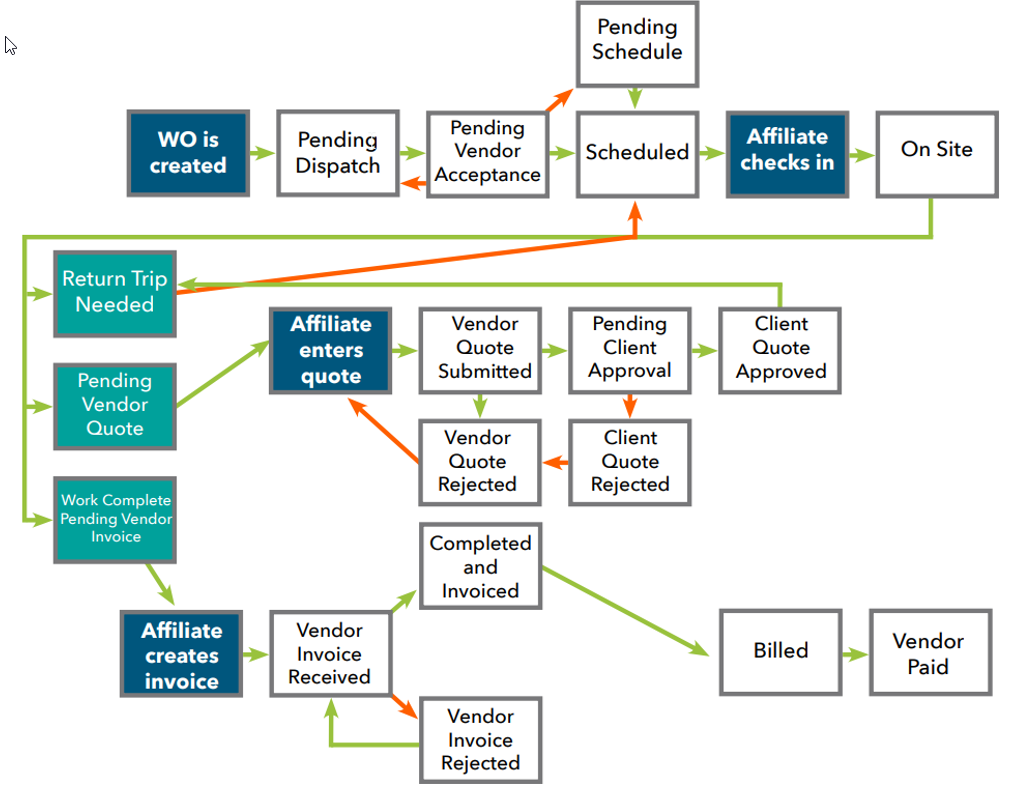 Pending
Schedule
WO is
created
Pending
Dispatch
Pending
Vendor
Acceptance
Scheduled
Affiliate
checks in
On Site
Return Trip
Needed
Affiliate
enters
quote
Vendor
Quote
Submitted
Pending
Client
Approval
Client
Quote
Approved
Pending
Vendor
Quote
Vendor
Quote
Rejected
Client
Quote
Rejected
Work Complete
Pending Vendor
Invoice
Completed
and
Invoiced
Affiliate
creates
invoice
Vendor
Invoice
Received
Billed
Vendor
Paid
Vendor
Invoice
Rejected